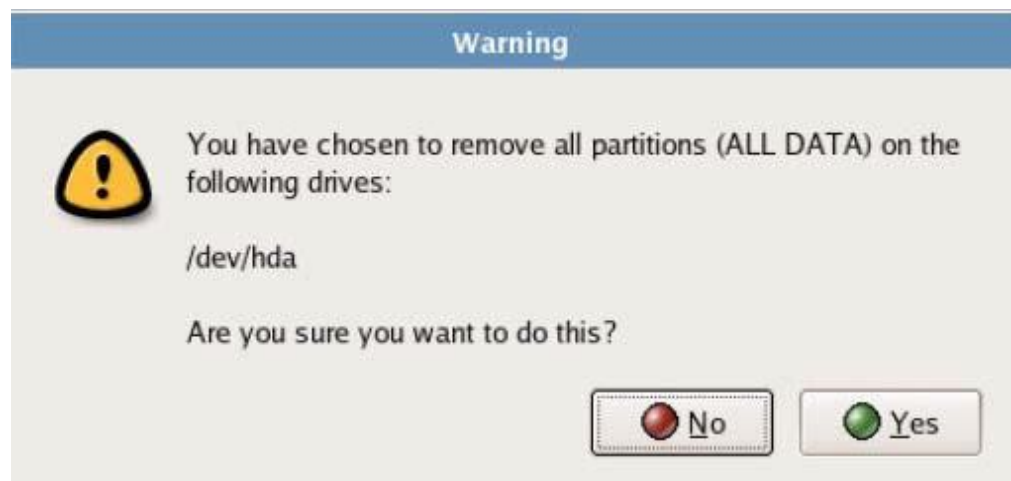 Warning
You have chosen to remove all partitions (ALL DATA) on the
following drives:
/dev/hda
Are you sure you want to do this?
No
Yes